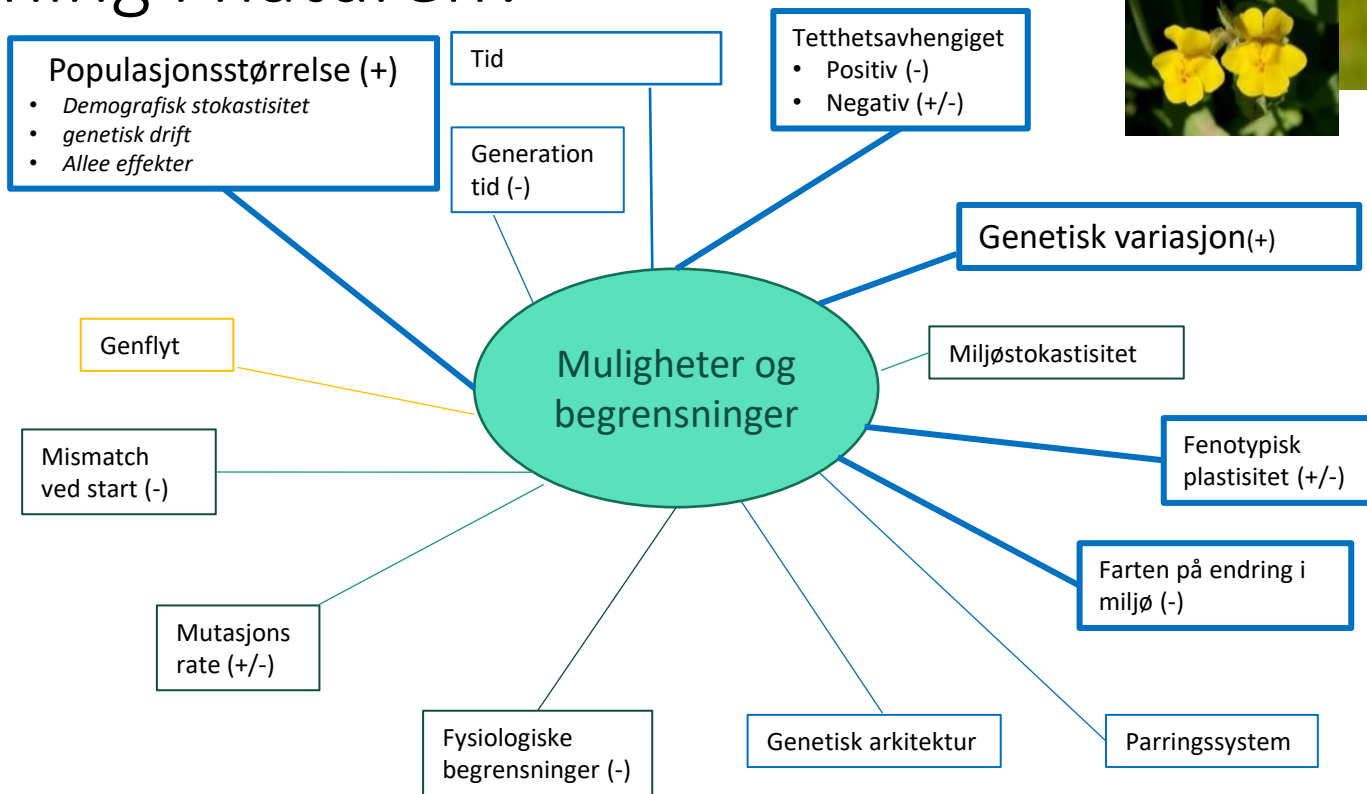 Populasjonsstørrelse (+)
• Demografisk stokastisitet
• genetisk drift
• Allee effekter
Tid
Tetthetsavhengiget
• Positiv (-)
• Negativ (+/-)
Generation
tid (-)
Genetisk variasjon(+)
Genflyt
Muligheter og
begrensninger
Miljøstokastisitet
Mismatch
ved start (-)
Fenotypisk
plastisitet (+/-)
Farten på endring i
miljø (-)
Mutasjons
rate (+/-)
Fysiologiske
begrensninger (-)
Genetisk arkitektur
Parringssystem